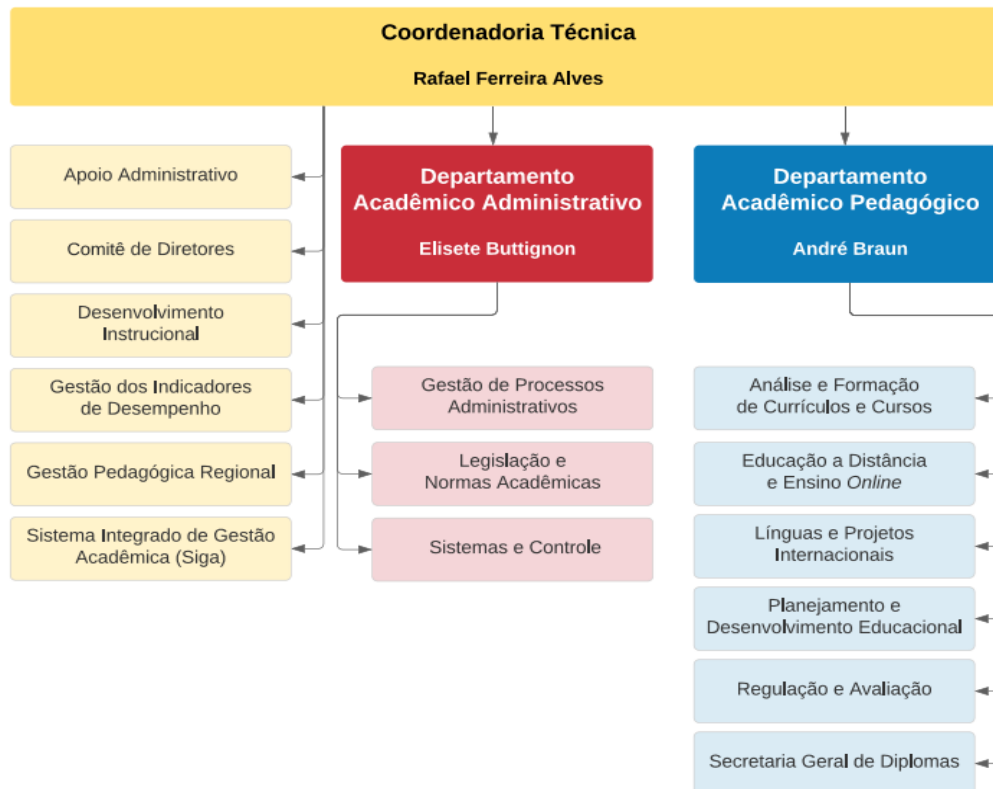 Coordenadoria Técnica
Rafael Ferreira Alves
Apoio Administrativo
Comitê de Diretores
Desenvolvimento
Instrucional
Gestão dos Indicadores
de Desempenho
Gestão Pedagógica Regional
Sistema Integrado de Gestão
Acadêmica (Siga)
Departamento
Acadêmico Administrativo
Elisete Buttignon
Gestão de Processos
Administrativos
Legislação e
Normas Acadêmicas
Sistemas e Controle
Departamento
Acadêmico Pedagógico
André Braun
Análise e Formação
de Currículos e Cursos
Educação a Distância
e Ensino Online
Línguas e Projetos
Internacionais
Planejamento e
Desenvolvimento Educacional
Regulação e Avaliação
Secretaria Geral de Diplomas